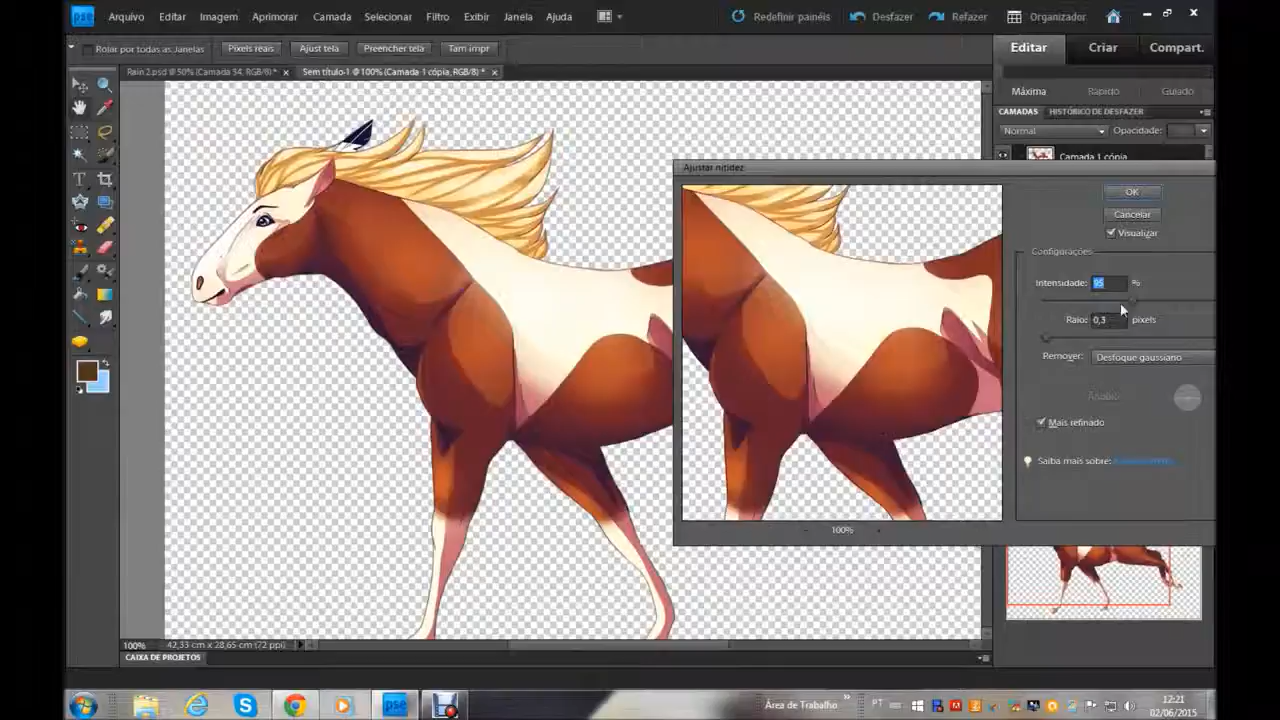 pse Arquivo Editar Imagem Aprimorar Camada Selecionar Filtro Exibir Janela Ajuda Redefinir painéis Desfazer Refazer Organizador
Rolar por todas as Janelas Pixels reais Ajust tela Preencher tela Tam impr Editar Criar Compart.
Rain 2.psd @ 50% (Camada 54, RGB/8) * × Sem título-1 @ 100% (Camada 1 cópia, RGB/8) * ×
Máxima Rápido Guiado
CAMADAS HISTÓRICO DE DESFAZER
Normal Opacidade:
Camada 1 cópia
Ajustar nitidez
OK
Cancelar
Visualizar
Configurações
Intensidade: 95 %
Raio: 0,3 pixels
Remover: Desfoque gaussiano
Ângulo:
Mais refinado
Saiba mais sobre:
100%
100% 42,33 cm x 28,65 cm (72 ppi)
CAIXA DE PROJETOS
pse Área de Trabalho » PT 12:21
02/06/2015